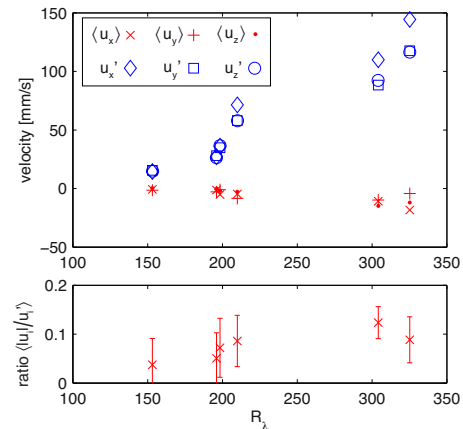 150
100
50
0
−50
velocity [mm/s]
⟨u_x⟩ × ⟨u_y⟩ + ⟨u_z⟩ •
u_x' ◇ u_y' □ u_z' ○
100 150 200 250 300 350
0.2
0.1
0
ratio ⟨|u_i|/u_i'⟩
100 150 200 250 300 350
R_λ